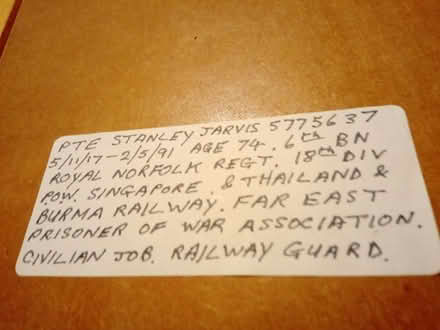 PTE STANLEY JARVIS 5775637
5/11/17-2/5/91 AGE 74. 6th BN
ROYAL NORFOLK REGT. 18th DIV
POW. SINGAPORE. & THAILAND &
BURMA RAILWAY. FAR EAST
PRISONER OF WAR ASSOCIATION.
CIVILIAN JOB. RAILWAY GUARD.